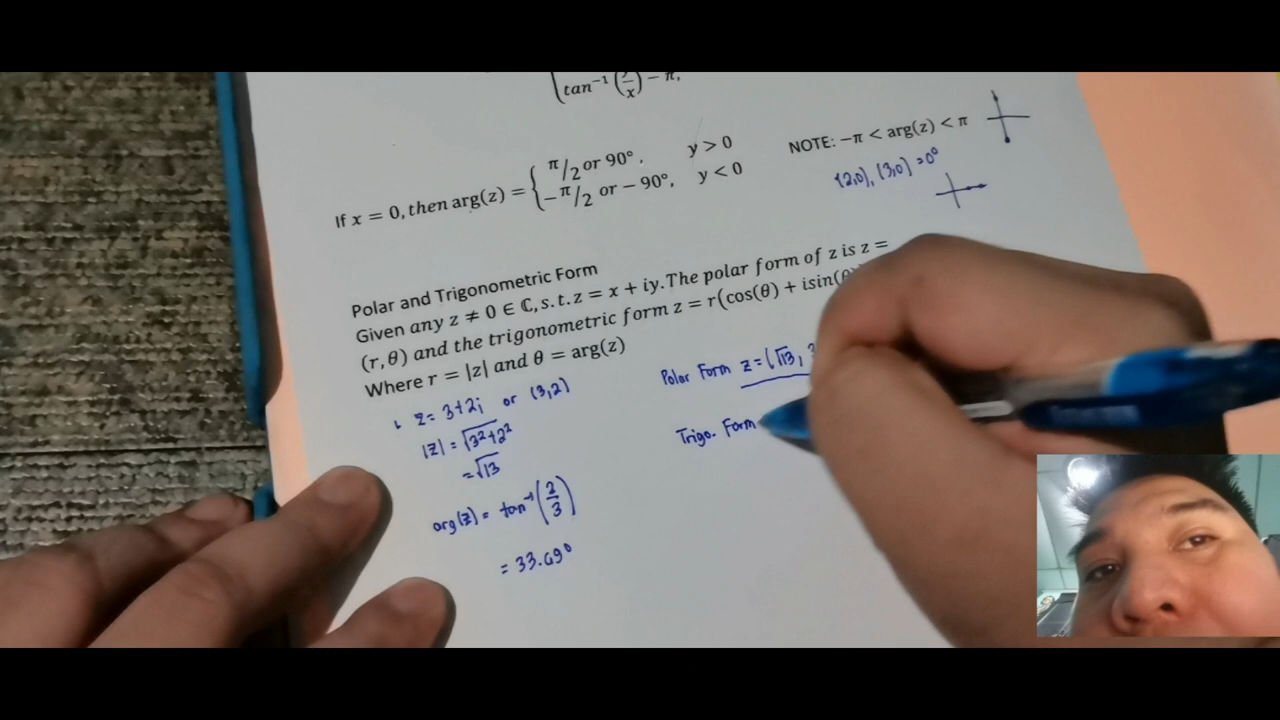 tan⁻¹(y/x) − π,
If x = 0, then arg(z) = { π/2 or 90°, y > 0
−π/2 or − 90°, y < 0
NOTE: −π < arg(z) < π
(2,0), (3,0) = 0°
Polar and Trigonometric Form
Given any z ≠ 0 ∈ ℂ, s.t. z = x + iy. The polar form of z is z =
(r, θ) and the trigonometric form z = r(cos(θ) + isin(θ)
Where r = |z| and θ = arg(z)
1. z = 3+2i or (3,2)
|z| = √3²+2²
= √13
arg(z) = tan⁻¹(2/3)
= 33.69°
Polar Form z = (√13, 3
Trigo. Form